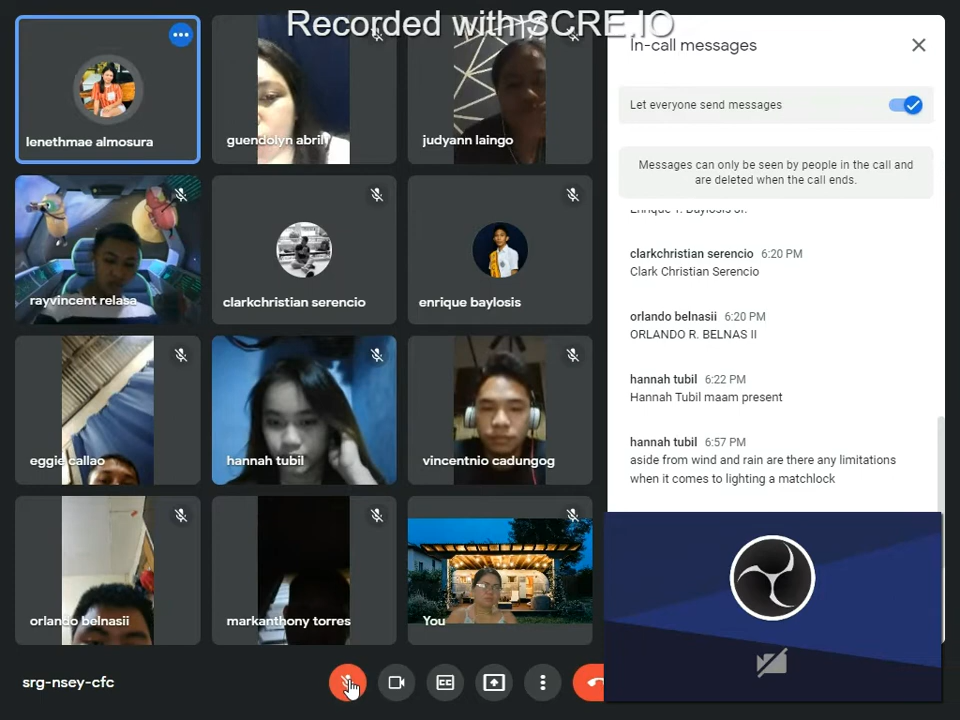 Recorded with SCRE.IO
lenethmae almosura
guendolyn abril
judyann laingo
rayvincent relasa
clarkchristian serencio
enrique baylosis
eggie callao
hannah tubil
vincentnio cadungog
orlando belnasii
markanthony torres
You
srg-nsey-cfc
In-call messages
Let everyone send messages
Messages can only be seen by people in the call and
are deleted when the call ends.
Enrique T. Baylosis Jr.
clarkchristian serencio 6:20 PM
Clark Christian Serencio
orlando belnasii 6:20 PM
ORLANDO R. BELNAS II
hannah tubil 6:22 PM
Hannah Tubil maam present
hannah tubil 6:57 PM
aside from wind and rain are there any limitations
when it comes to lighting a matchlock